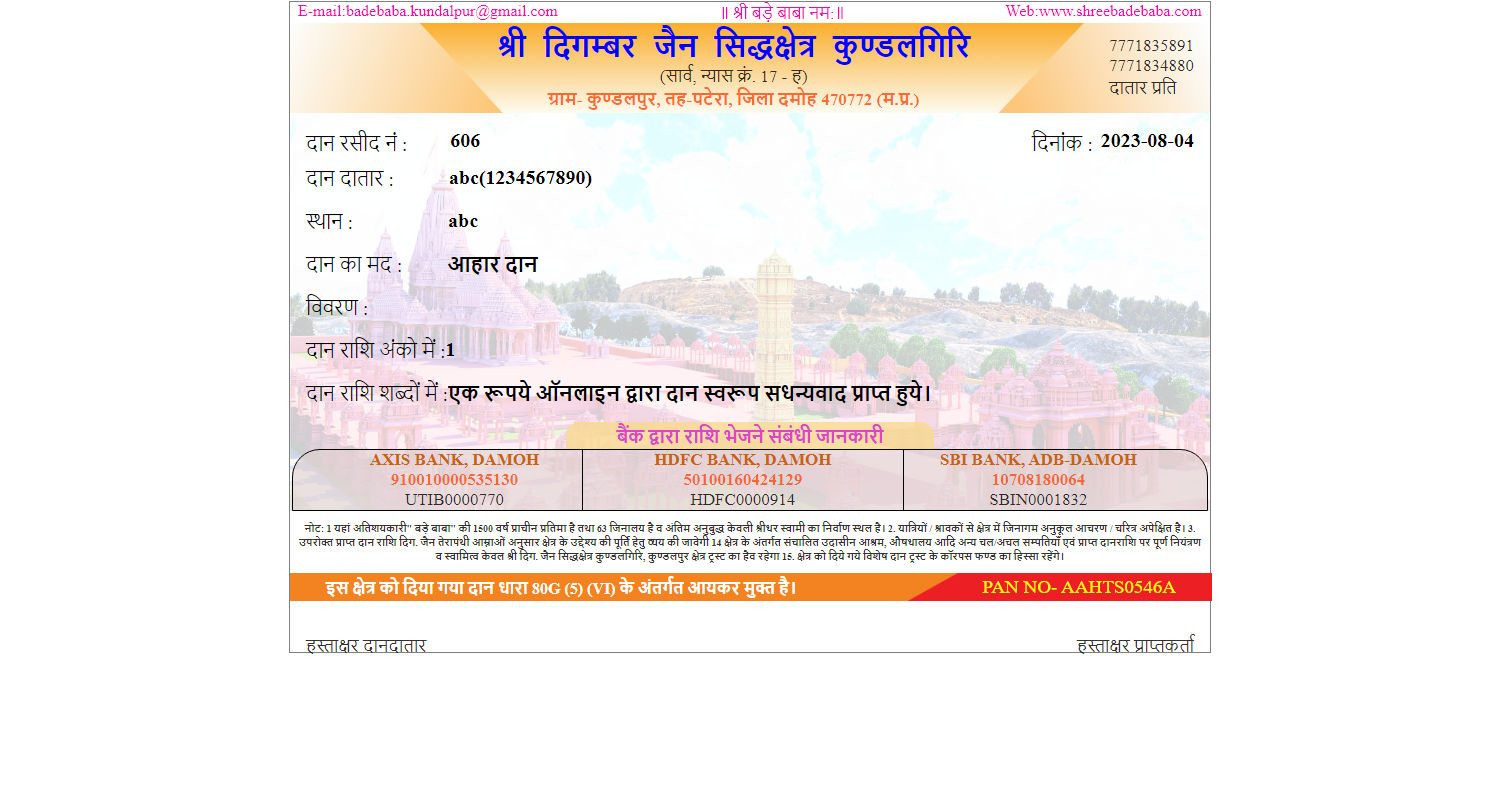 E-mail:badebaba.kundalpur@gmail.com || श्री बड़े बाबा नम: || Web:www.shreebadebaba.com
श्री दिगम्बर जैन सिद्धक्षेत्र कुण्डलगिरि
(सार्व, न्यास क्रं. 17 - ह)
ग्राम- कुण्डलपुर, तह-पटेरा, जिला दमोह 470772 (म.प्र.)
7771835891
7771834880
दातार प्रति
दान रसीद नं : 606 दिनांक : 2023-08-04
दान दातार : abc(1234567890)
स्थान : abc
दान का मद : आहार दान
विवरण :
दान राशि अंको में :1
दान राशि शब्दों में :एक रूपये ऑनलाइन द्वारा दान स्वरूप सधन्यवाद प्राप्त हुये।
बैंक द्वारा राशि भेजने संबंधी जानकारी
AXIS BANK, DAMOH HDFC BANK, DAMOH SBI BANK, ADB-DAMOH
910010000535130 50100160424129 10708180064
UTIB0000770 HDFC0000914 SBIN0001832
नोट: 1 यहां अतिशयकारी" बड़े बाबा" की 1500 वर्ष प्राचीन प्रतिमा है तथा 63 जिनालय है व अंतिम अनुबुद्ध केवली श्रीधर स्वामी का निर्वाण स्थल है। 2. यात्रियों / श्रावकों से क्षेत्र में जिनागम अनुकूल आचरण / चरित्र अपेक्षित है। 3.
उपरोक्त प्राप्त दान राशि दिग. जैन तेरापंथी आम्नाओं अनुसार क्षेत्र के उद्देश्य की पूर्ति हेतु व्यय की जावेगी 14 क्षेत्र के अंतर्गत संचालित उदासीन आश्रम, औषधालय आदि अन्य चल/अचल सम्पतियाँ एवं प्राप्त दानराशि पर पूर्ण नियंत्रण
व स्वामित्व केवल श्री दिग. जैन सिद्धक्षेत्र कुण्डलगिरि, कुण्डलपुर क्षेत्र ट्रस्ट का हैव रहेगा 15. क्षेत्र को दिये गये विशेष दान ट्रस्ट के कॉरपस फण्ड का हिस्सा रहेंगे।
इस क्षेत्र को दिया गया दान धारा 80G (5) (VI) के अंतर्गत आयकर मुक्त है। PAN NO- AAHTS0546A
हस्ताक्षर दानदातार हस्ताक्षर प्राप्तकर्ता